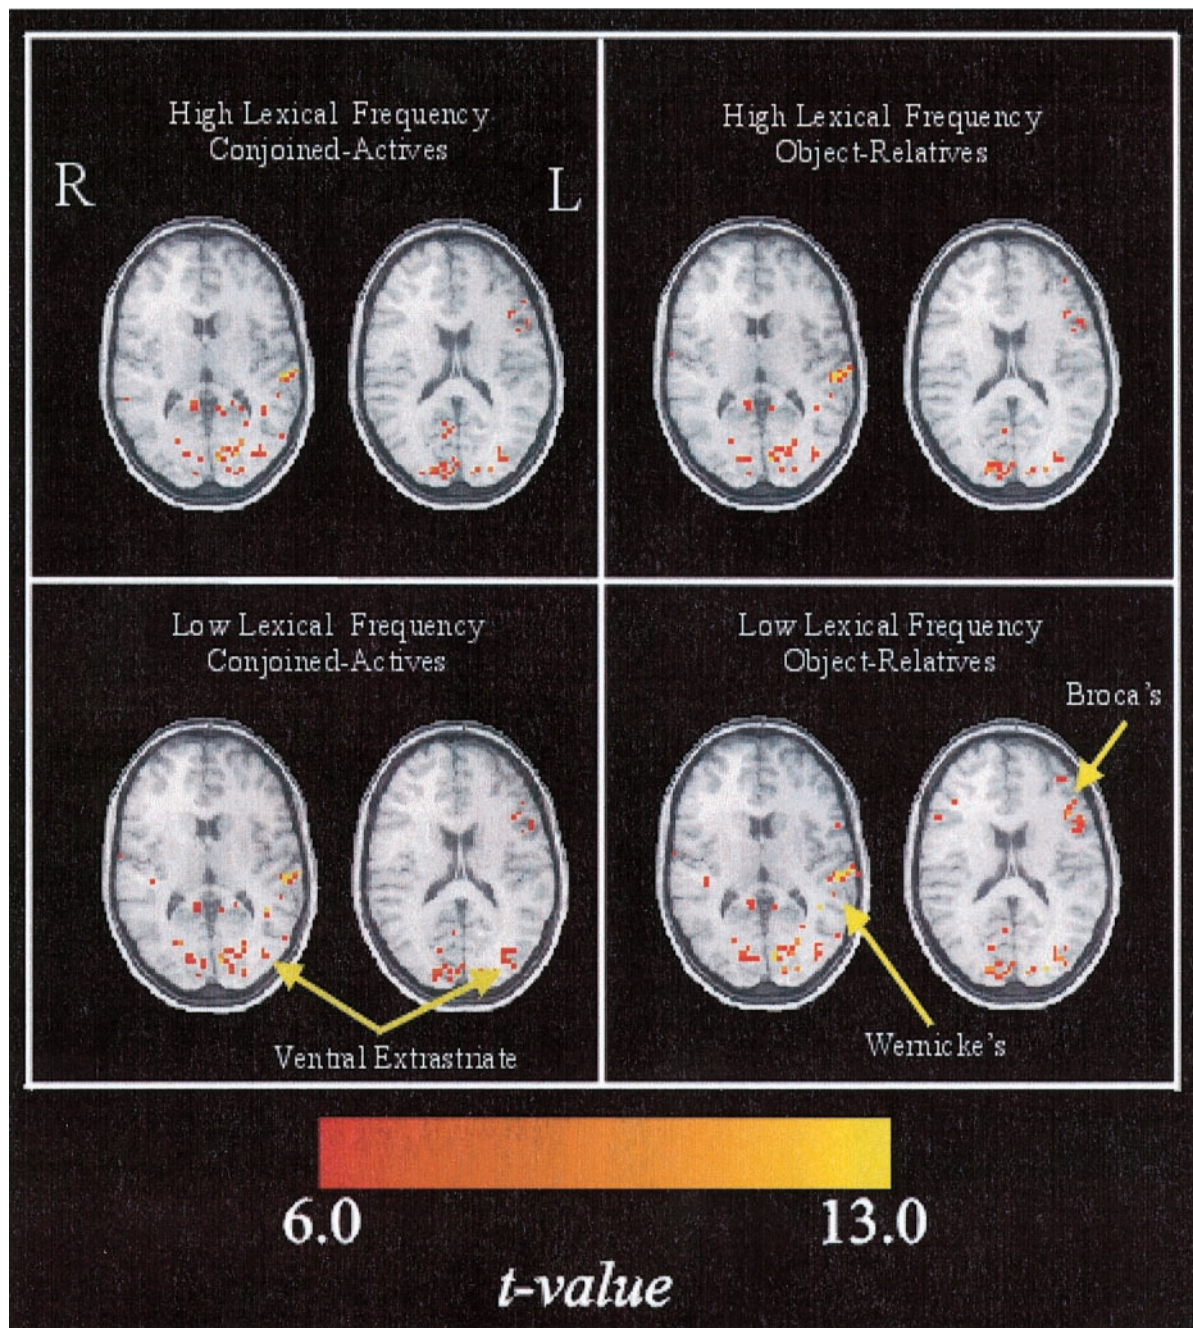 High Lexical Frequency
Conjoined-Actives
R
L
High Lexical Frequency
Object-Relatives
Low Lexical Frequency
Conjoined-Actives
Ventral Extrastriate
Low Lexical Frequency
Object-Relatives
Broca's
Wernicke's
6.0
13.0
t-value